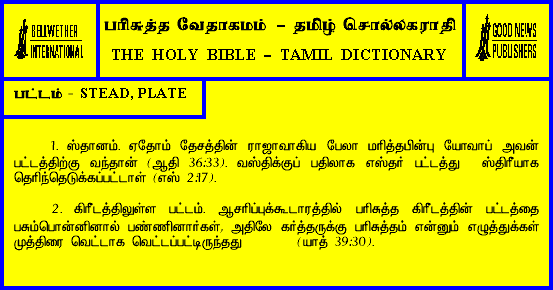 BELLWETHER
INTERNATIONAL
பரிசுத்த வேதாகமம் – தமிழ் சொல்லகராதி
THE HOLY BIBLE – TAMIL DICTIONARY
GOOD NEWS
PUBLISHERS
பட்டம் - STEAD, PLATE
1. ஸ்தானம். ஏதோம் தேசத்தின் ராஜாவாகிய பேலா மரித்தபின்பு யோவாப் அவன்
பட்டத்திற்கு வந்தான் (ஆதி 36:33). வஸ்திக்குப் பதிலாக எஸ்தர் பட்டத்து ஸ்திரீயாக
தெரிந்தெடுக்கப்பட்டாள் (எஸ் 2:17).
2. கிரீடத்திலுள்ள பட்டம். ஆசரிப்புக்கூடாரத்தில் பரிசுத்த கிரீடத்தின் பட்டத்தை
பசும்பொன்னினால் பண்ணினார்கள், அதிலே கர்த்தருக்கு பரிசுத்தம் என்னும் எழுத்துக்கள்
முத்திரை வெட்டாக வெட்டப்பட்டிருந்தது (யாத் 39:30).